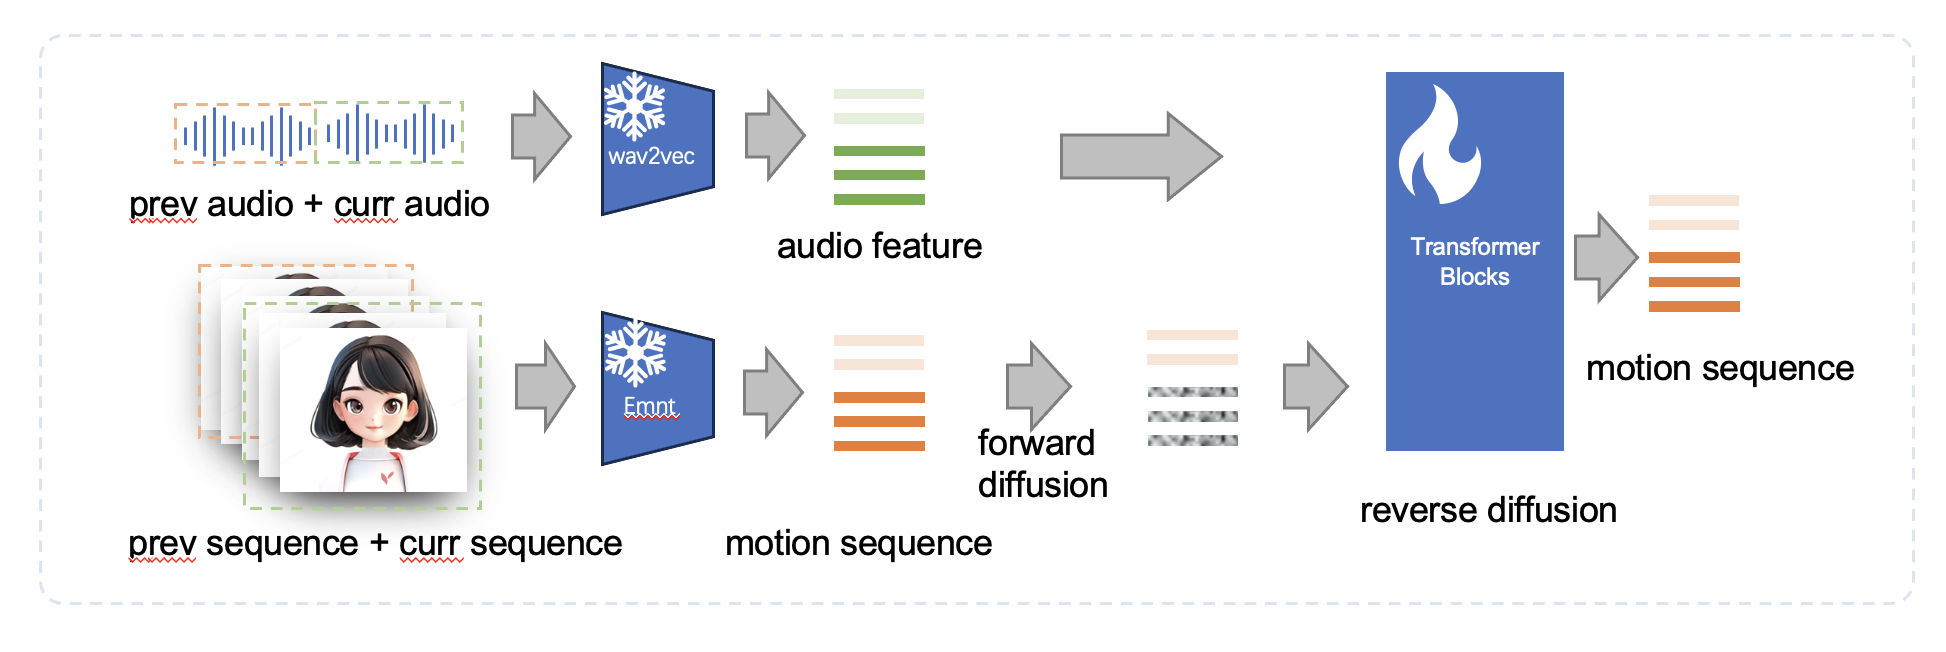 wav2vec
prev audio + curr audio
audio feature
Transformer
Blocks
motion sequence
Emnt
forward
diffusion
reverse diffusion
prev sequence + curr sequence
motion sequence